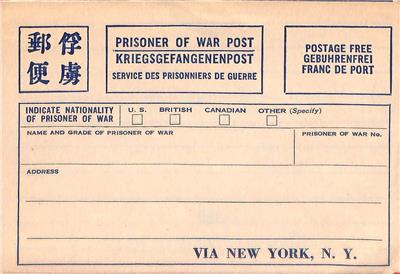 俘虜
郵便
PRISONER OF WAR POST
KRIEGSGEFANGENENPOST
SERVICE DES PRISONNIERS DE GUERRE
POSTAGE FREE
GEBUHRENFREI
FRANC DE PORT
INDICATE NATIONALITY
OF PRISONER OF WAR
U. S. BRITISH CANADIAN OTHER (Specify)
NAME AND GRADE OF PRISONER OF WAR
PRISONER OF WAR No.
ADDRESS
VIA NEW YORK, N. Y.